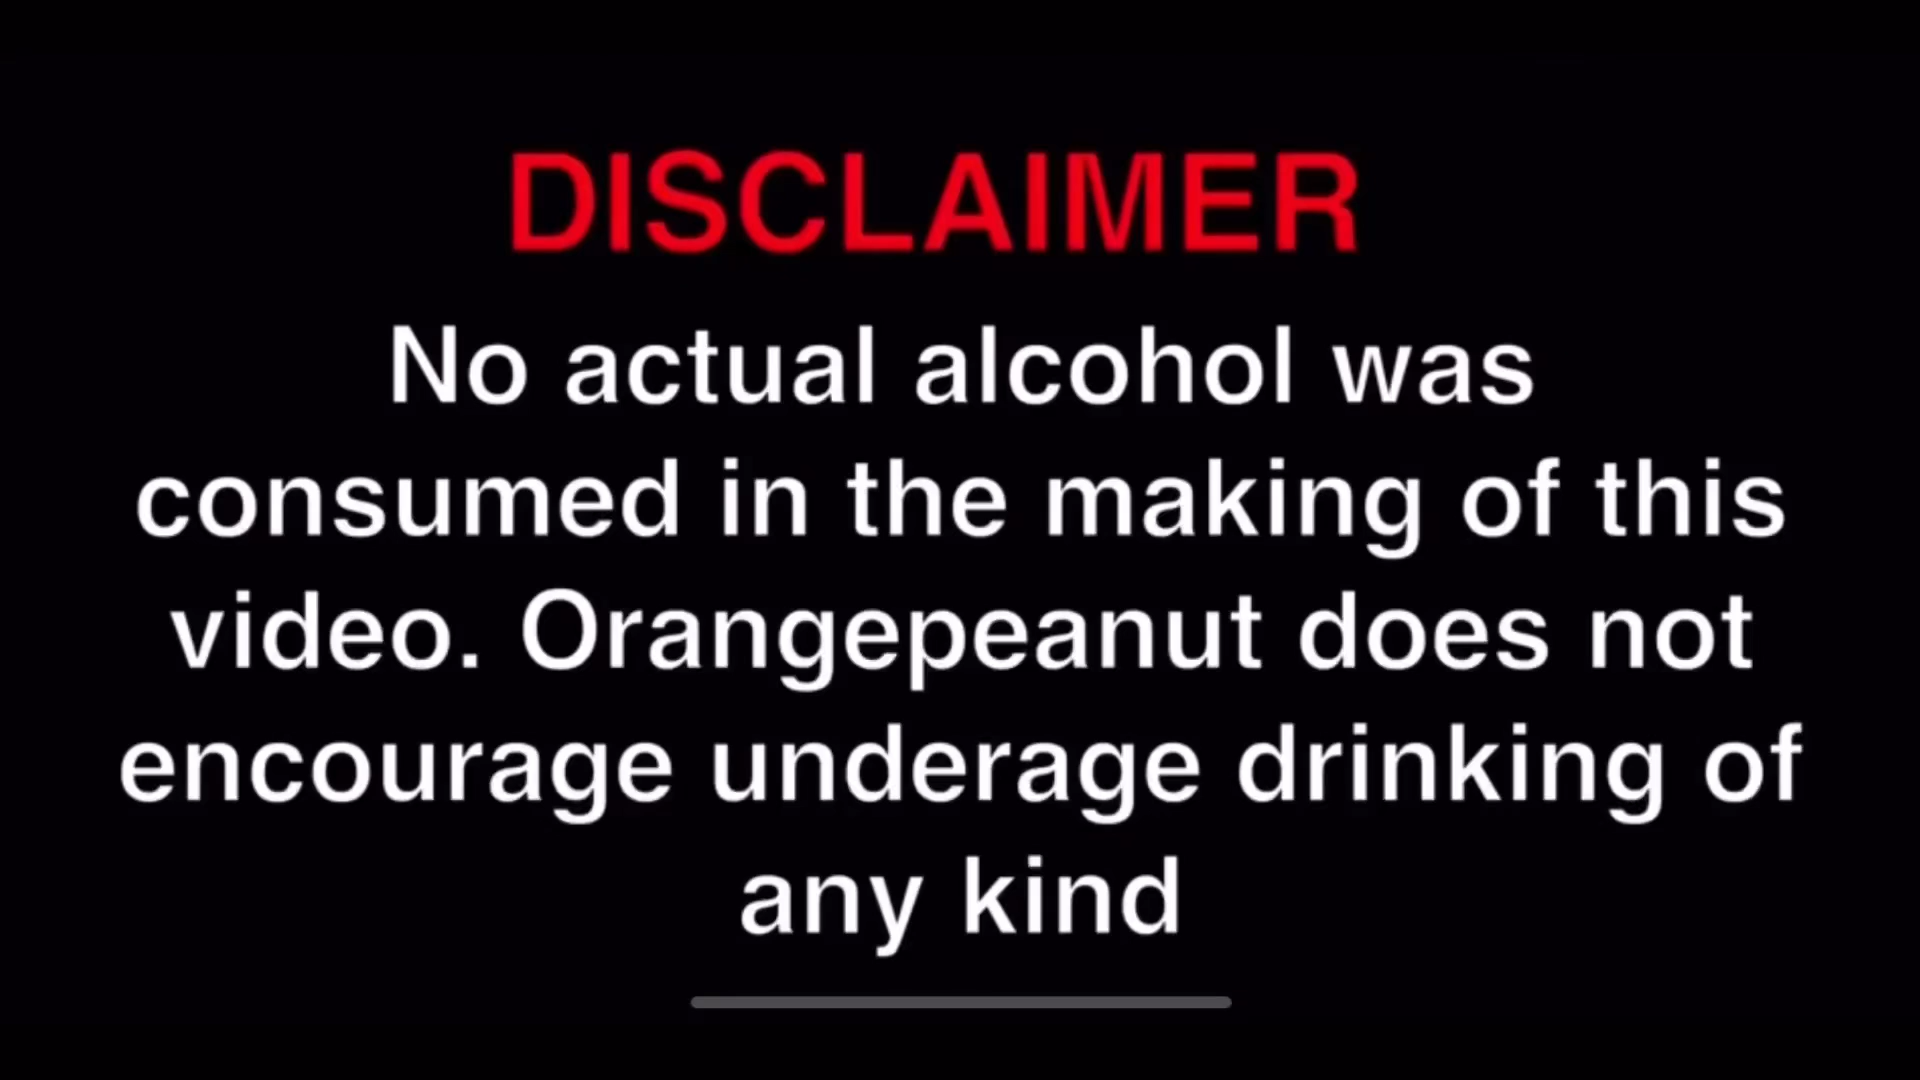 DISCLAIMER
No actual alcohol was
consumed in the making of this
video. Orangepeanut does not
encourage underage drinking of
any kind